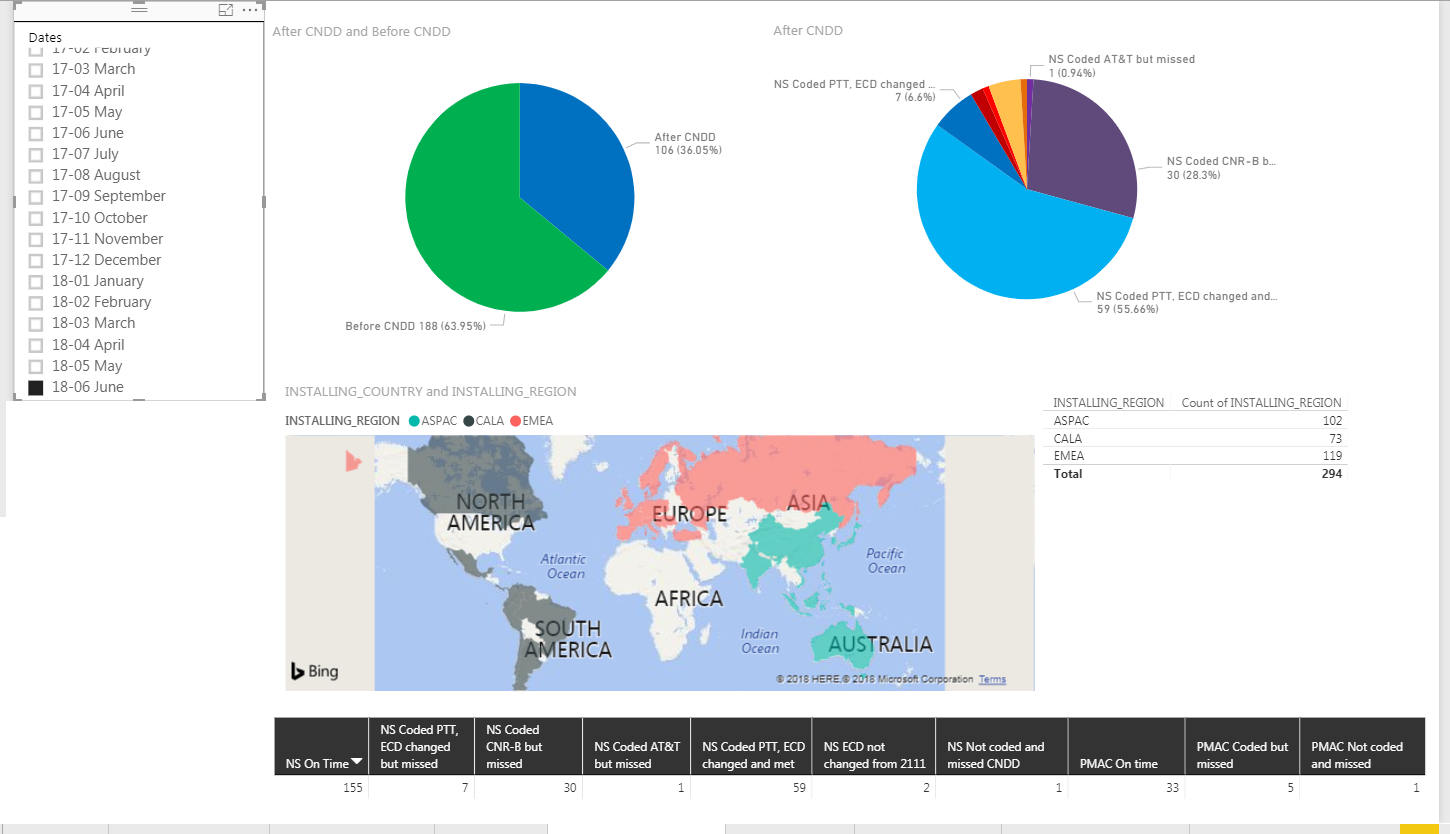 Dates
17-02 February
17-03 March
17-04 April
17-05 May
17-06 June
17-07 July
17-08 August
17-09 September
17-10 October
17-11 November
17-12 December
18-01 January
18-02 February
18-03 March
18-04 April
18-05 May
18-06 June
After CNDD and Before CNDD
After CNDD
106 (36.05%)
Before CNDD 188 (63.95%)
After CNDD
NS Coded AT&T but missed
1 (0.94%)
NS Coded PTT, ECD changed ...
7 (6.6%)
NS Coded CNR-B b...
30 (28.3%)
NS Coded PTT, ECD changed and...
59 (55.66%)
INSTALLING_COUNTRY and INSTALLING_REGION
INSTALLING_REGION ASPAC CALA EMEA
NORTH
AMERICA
EUROPE
ASIA
Atlantic
Ocean
Pacific
Ocean
AFRICA
SOUTH
AMERICA
Indian
Ocean
AUSTRALIA
Bing
© 2018 HERE,© 2018 Microsoft Corporation Terms
INSTALLING_REGION Count of INSTALLING_REGION
ASPAC 102
CALA 73
EMEA 119
Total 294
NS On Time
NS Coded PTT,
ECD changed
but missed
NS Coded
CNR-B but
missed
NS Coded AT&T
but missed
NS Coded PTT, ECD
changed and met
NS ECD not
changed from 2111
NS Not coded and
missed CNDD
PMAC On time
PMAC Coded but
missed
PMAC Not coded
and missed
155 7 30 1 59 2 1 33 5 1